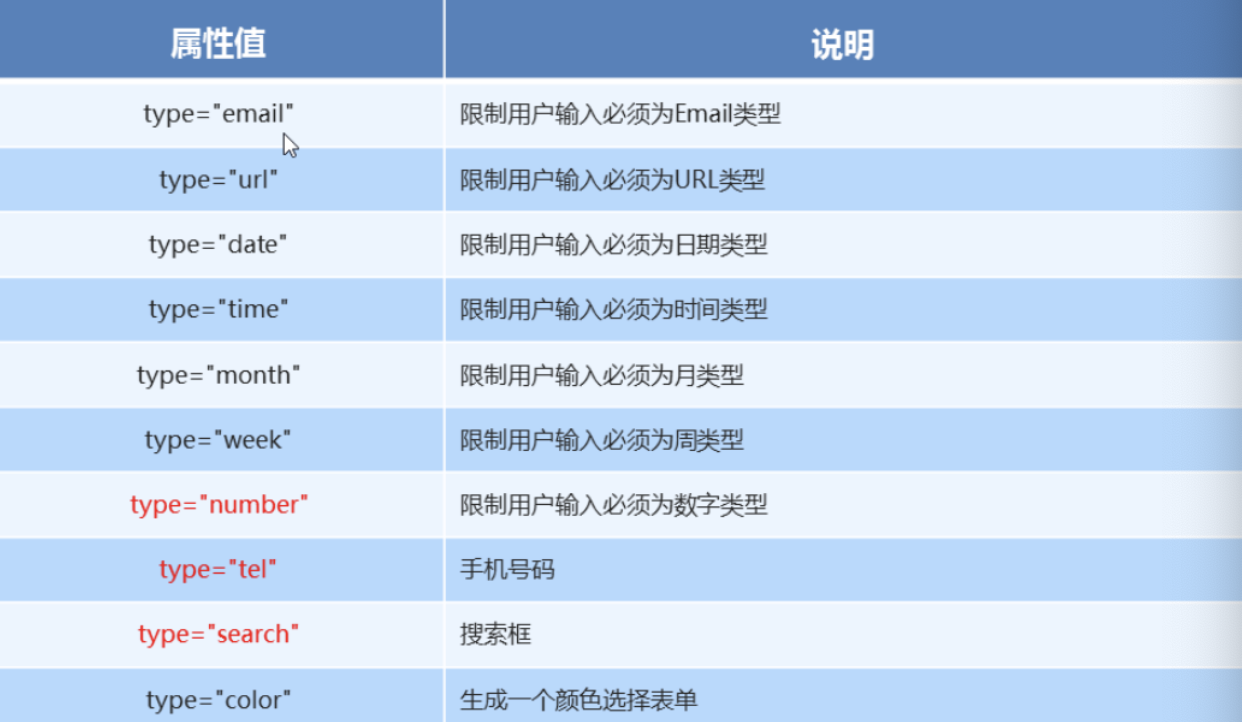 属性值 说明
type="email" 限制用户输入必须为Email类型
type="url" 限制用户输入必须为URL类型
type="date" 限制用户输入必须为日期类型
type="time" 限制用户输入必须为时间类型
type="month" 限制用户输入必须为月类型
type="week" 限制用户输入必须为周类型
type="number" 限制用户输入必须为数字类型
type="tel" 手机号码
type="search" 搜索框
type="color" 生成一个颜色选择表单